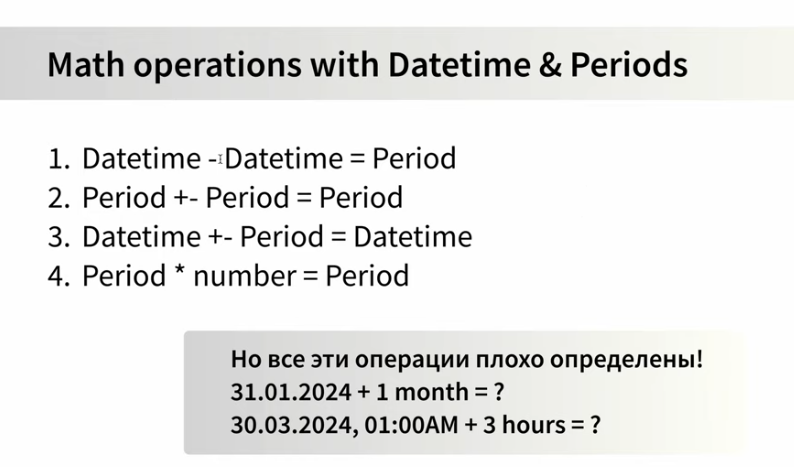 Math operations with Datetime & Periods
1. Datetime - Datetime = Period
2. Period +- Period = Period
3. Datetime +- Period = Datetime
4. Period * number = Period
Но все эти операции плохо определены!
31.01.2024 + 1 month = ?
30.03.2024, 01:00AM + 3 hours = ?